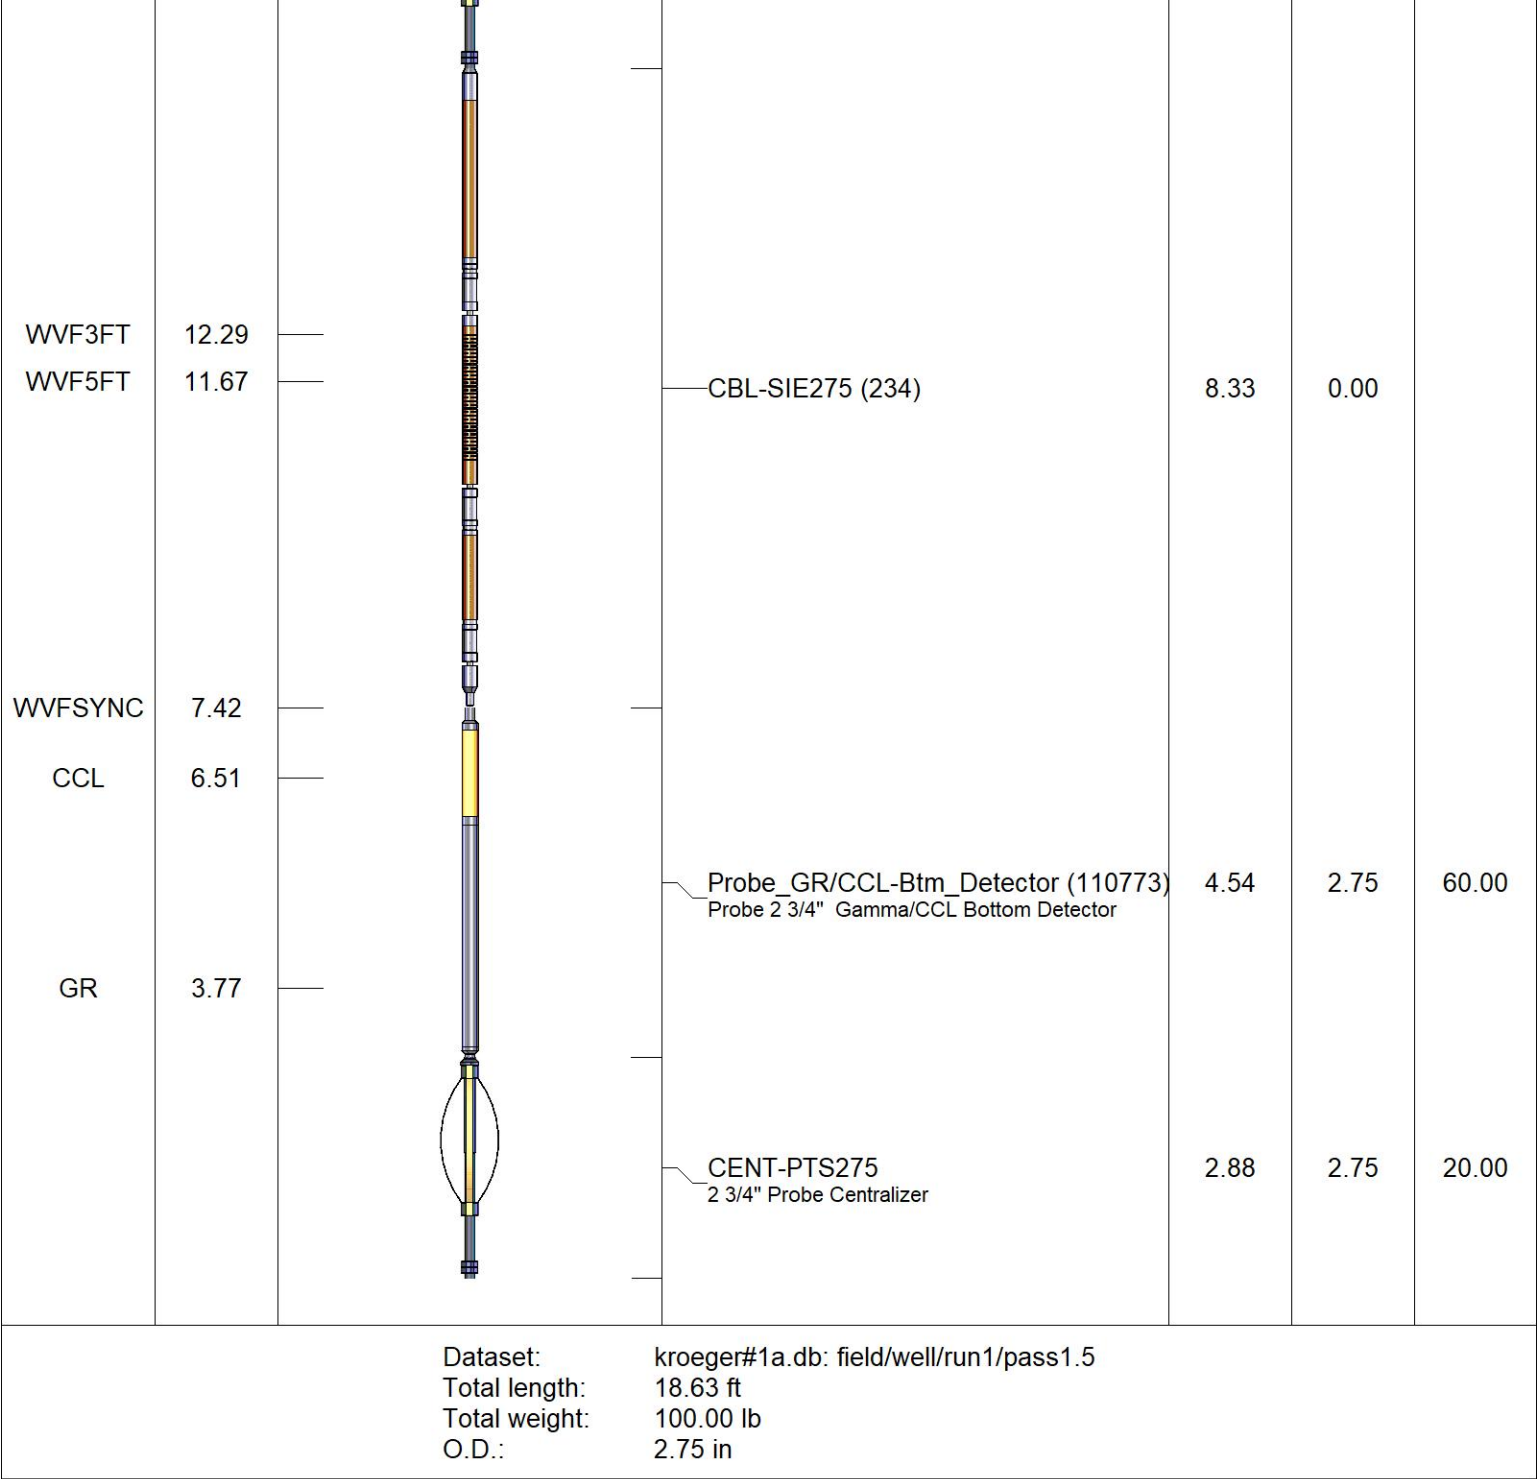 WVF3FT 12.29
WVF5FT 11.67
CBL-SIE275 (234) 8.33 0.00
WVFSYNC 7.42
CCL 6.51
Probe_GR/CCL-Btm_Detector (110773) 4.54 2.75 60.00
Probe 2 3/4" Gamma/CCL Bottom Detector
GR 3.77
CENT-PTS275 2.88 2.75 20.00
2 3/4" Probe Centralizer
Dataset: kroeger#1a.db: field/well/run1/pass1.5
Total length: 18.63 ft
Total weight: 100.00 lb
O.D.: 2.75 in